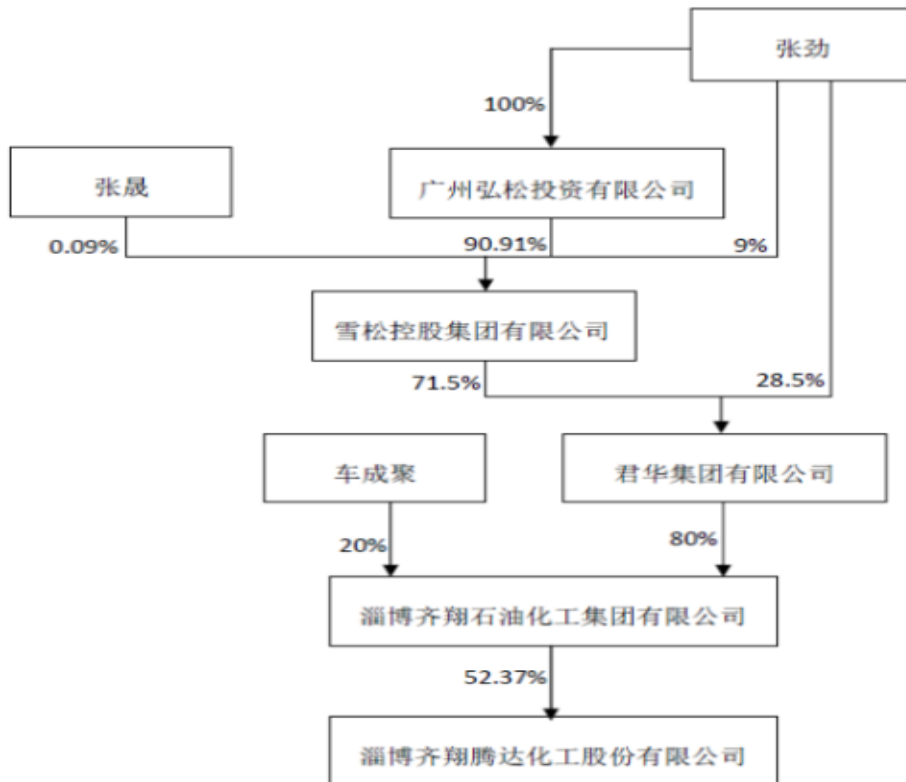 张劲
100%
张晟
广州弘松投资有限公司
0.09%
90.91%
9%
雪松控股集团有限公司
71.5%
28.5%
车成聚
君华集团有限公司
20%
80%
淄博齐翔石油化工集团有限公司
52.37%
淄博齐翔腾达化工股份有限公司